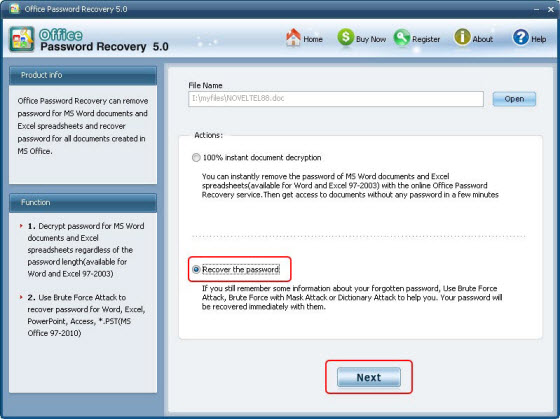 Office Password Recovery 5.0
Office
Password Recovery 5.0
Home
Buy Now
Register
About
Help
Product info
Office Password Recovery can remove
password for MS Word documents and
Excel spreadsheets and recover
password for all documents created in
MS Office.
Function
1. Decrypt password for MS Word
documents and Excel
spreadsheets regardless of the
password length(available for
Word and Excel 97-2003)
2. Use Brute Force Attack to
recover password for Word, Excel,
PowerPoint, Access, *.PST(MS
Office 97-2010)
File Name
I:\myfiles\NOVELTEL88.doc
Open
Actions:
100% instant document decryption
You can instantly remove the password of MS Word documents and Excel
spreadsheets(available for Word and Excel 97-2003) with the online Office Password
Recovery service.Then get access to documents without any password in a few minutes
Recover the password
If you still remember some information about your forgotten password, Use Brute Force
Attack, Brute Force with Mask Attack or Dictionary Attack to help you. Your password will
be recovered immediately with them.
Next